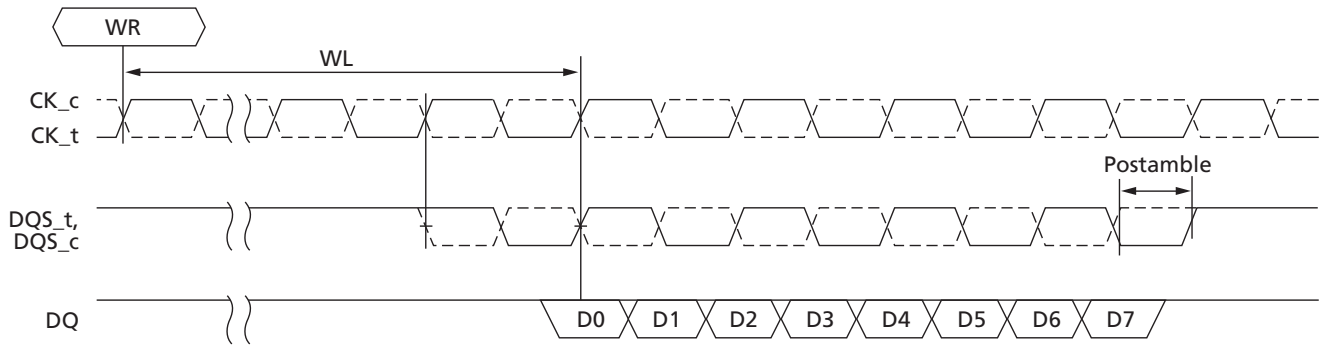 WR
WL
CK_c
CK_t
Postamble
DQS_t,
DQS_c
DQ
D0 D1 D2 D3 D4 D5 D6 D7